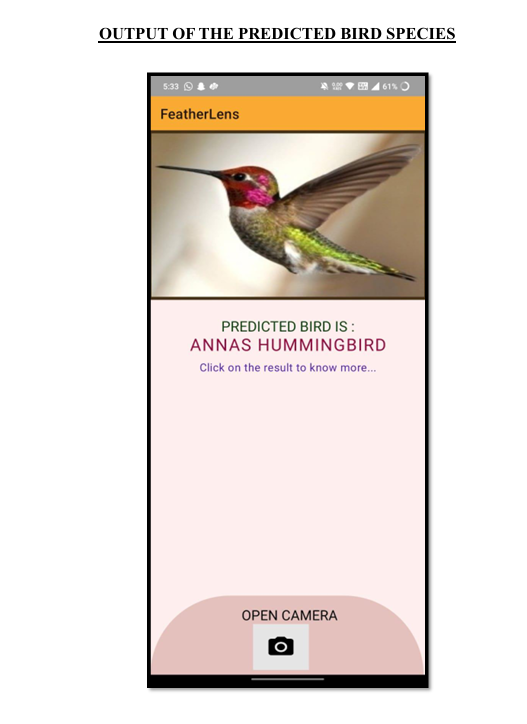 OUTPUT OF THE PREDICTED BIRD SPECIES
5:33 61%
FeatherLens
PREDICTED BIRD IS :
ANNAS HUMMINGBIRD
Click on the result to know more...
OPEN CAMERA